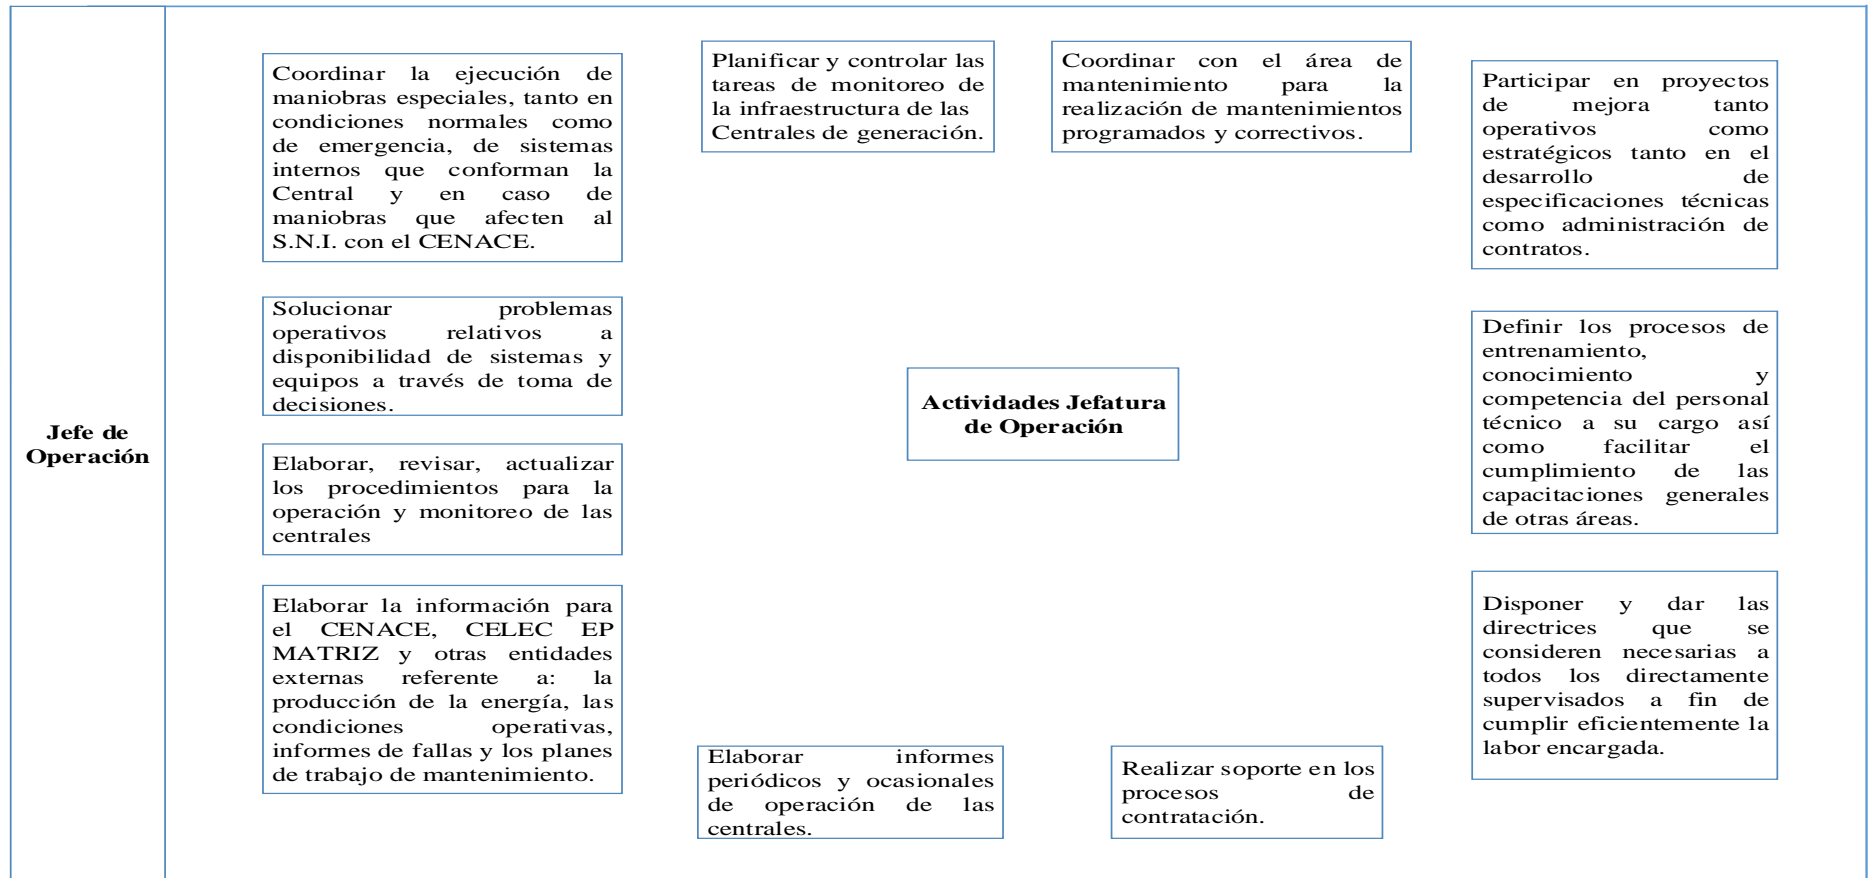 Jefe de
Operación
Coordinar la ejecución de
maniobras especiales, tanto en
condiciones normales como
de emergencia, de sistemas
internos que conforman la
Central y en caso de
maniobras que afecten al
S.N.I. con el CENACE.
Solucionar problemas
operativos relativos a
disponibilidad de sistemas y
equipos a través de toma de
decisiones.
Elaborar, revisar, actualizar
los procedimientos para la
operación y monitoreo de las
centrales
Elaborar la información para
el CENACE, CELEC EP
MATRIZ y otras entidades
externas referente a: la
producción de la energía, las
condiciones operativas,
informes de fallas y los planes
de trabajo de mantenimiento.
Planificar y controlar las
tareas de monitoreo de
la infraestructura de las
Centrales de generación.
Coordinar con el área de
mantenimiento para la
realización de mantenimientos
programados y correctivos.
Actividades Jefatura
de Operación
Elaborar informes
periódicos y ocasionales
de operación de las
centrales.
Realizar soporte en los
procesos de
contratación.
Participar en proyectos
de mejora tanto
operativos como
estratégicos tanto en el
desarrollo de
especificaciones técnicas
como administración de
contratos.
Definir los procesos de
entrenamiento,
conocimiento y
competencia del personal
técnico a su cargo así
como facilitar el
cumplimiento de las
capacitaciones generales
de otras áreas.
Disponer y dar las
directrices que se
consideren necesarias a
todos los directamente
supervisados a fin de
cumplir eficientemente la
labor encargada.